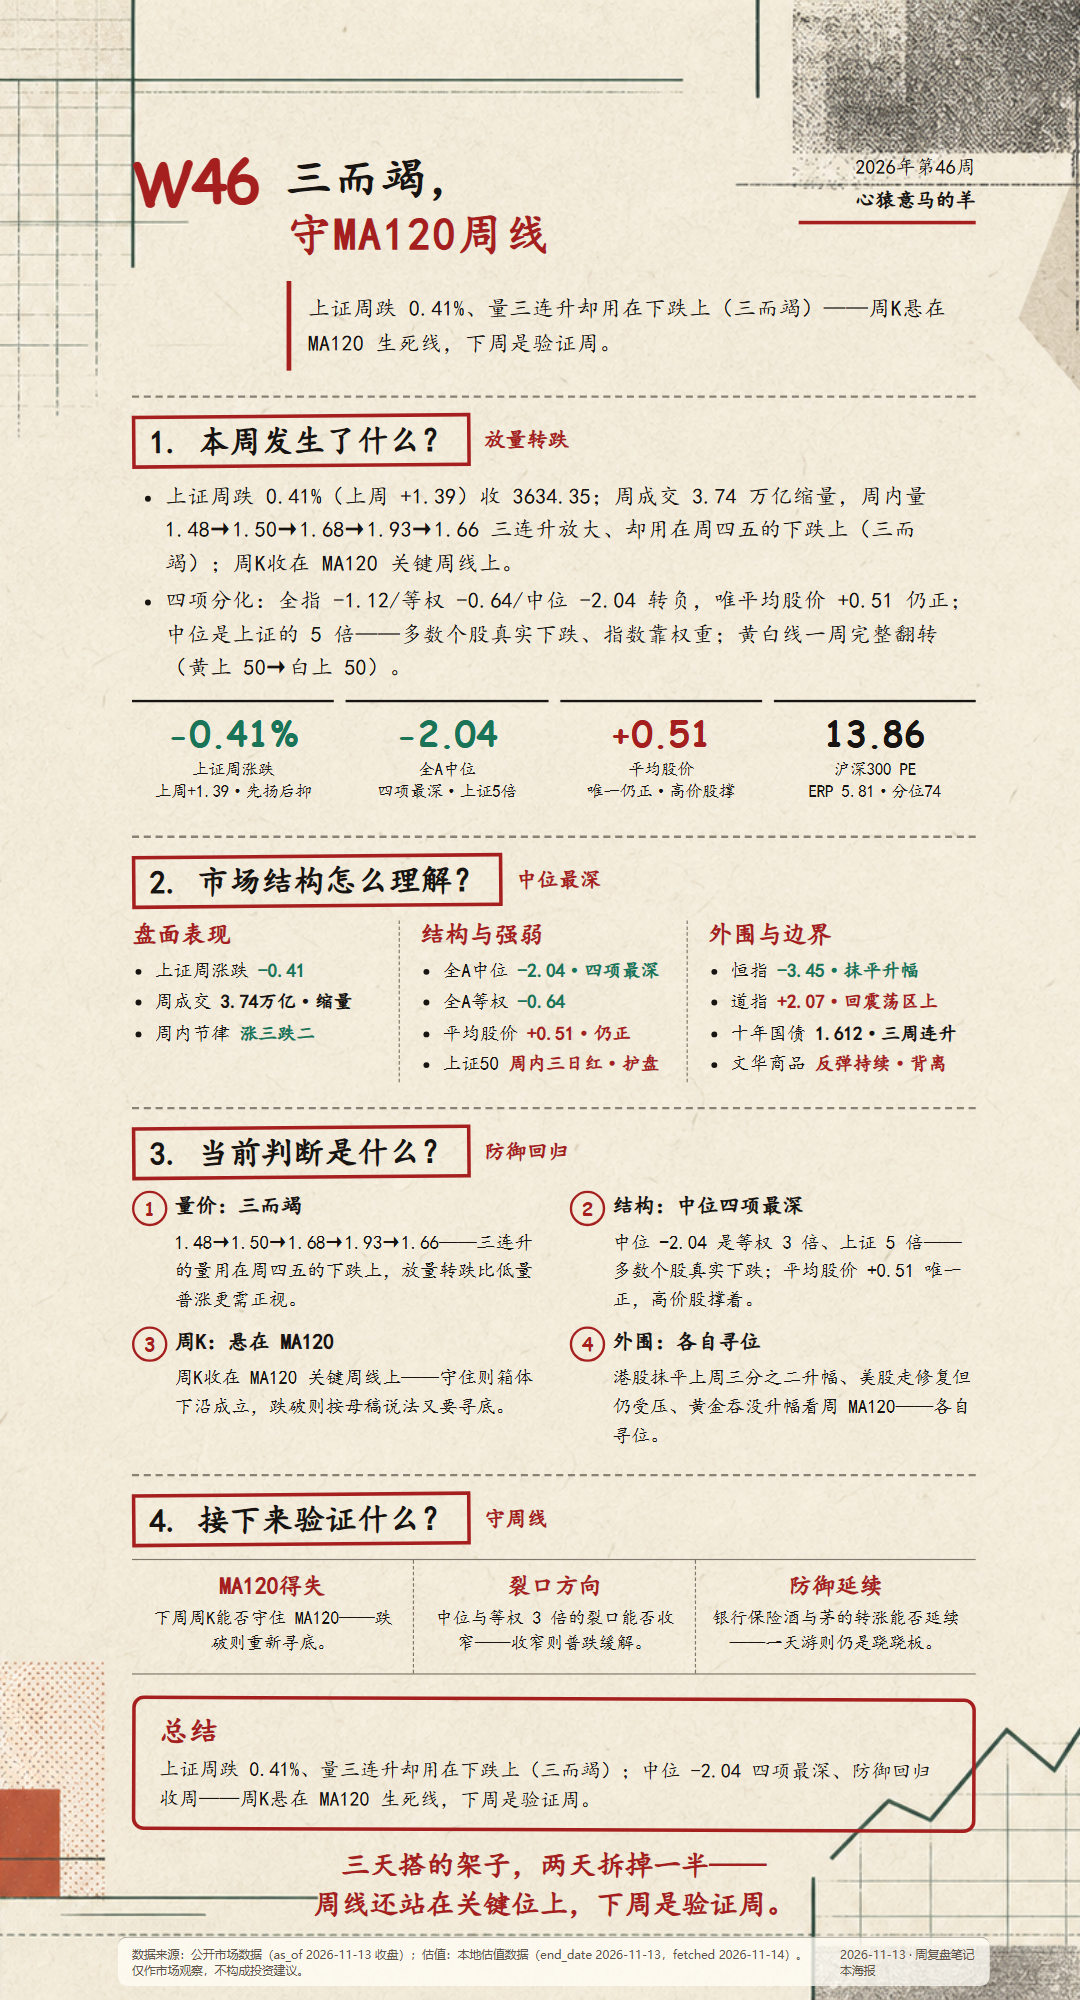 W46 三而竭，
守MA120周线
2026年第46周
心猿意马的羊
上证周跌 0.41%、量三连升却用在下跌上（三而竭）——周K悬在
MA120 生死线，下周是验证周。
1. 本周发生了什么？ 放量转跌
• 上证周跌 0.41%（上周 +1.39）收 3634.35；周成交 3.74 万亿缩量，周内量
1.48→1.50→1.68→1.93→1.66 三连升放大、却用在周四五的下跌上（三而
竭）；周K收在 MA120 关键周线上。
• 四项分化：全指 −1.12/等权 −0.64/中位 −2.04 转负，唯平均股价 +0.51 仍正；
中位是上证的 5 倍——多数个股真实下跌、指数靠权重；黄白线一周完整翻转
（黄上 50→白上 50）。
−0.41%
上证周涨跌
上周+1.39·先扬后抑
−2.04
全A中位
四项最深·上证5倍
+0.51
平均股价
唯一仍正·高价股撑
13.86
沪深300 PE
ERP 5.81·分位74
2. 市场结构怎么理解？ 中位最深
盘面表现
• 上证周涨跌 −0.41
• 周成交 3.74万亿·缩量
• 周内节律 涨三跌二
结构与强弱
• 全A中位 −2.04·四项最深
• 全A等权 −0.64
• 平均股价 +0.51·仍正
• 上证50 周内三日红·护盘
外围与边界
• 恒指 −3.45·抹平升幅
• 道指 +2.07·回震荡区上
• 十年国债 1.612·三周连升
• 文华商品 反弹持续·背离
3. 当前判断是什么？ 防御回归
1 量价：三而竭
1.48→1.50→1.68→1.93→1.66——三连升
的量用在周四五的下跌上，放量转跌比低量
普涨更需正视。
2 结构：中位四项最深
中位 −2.04 是等权 3 倍、上证 5 倍——
多数个股真实下跌；平均股价 +0.51 唯一
正，高价股撑着。
3 周K：悬在 MA120
周K收在 MA120 关键周线上——守住则箱体
下沿成立，跌破则按母稿说法又要寻底。
4 外围：各自寻位
港股抹平上周三分之二升幅、美股走修复但
仍受压、黄金吞没升幅看周 MA120——各自
寻位。
4. 接下来验证什么？ 守周线
MA120得失
下周周K能否守住 MA120——跌
破则重新寻底。
裂口方向
中位与等权 3 倍的裂口能否收
窄——收窄则普跌缓解。
防御延续
银行保险酒与茅的转涨能否延续
——一天游则仍是跷跷板。
总结
上证周跌 0.41%、量三连升却用在下跌上（三而竭）；中位 −2.04 四项最深、防御回归
收周——周K悬在 MA120 生死线，下周是验证周。
三天搭的架子，两天拆掉一半——
周线还站在关键位上，下周是验证周。
数据来源：公开市场数据（as_of 2026-11-13 收盘）；估值：本地估值数据（end_date 2026-11-13，fetched 2026-11-14）。
仅作市场观察，不构成投资建议。
2026-11-13 · 周复盘笔记
本海报